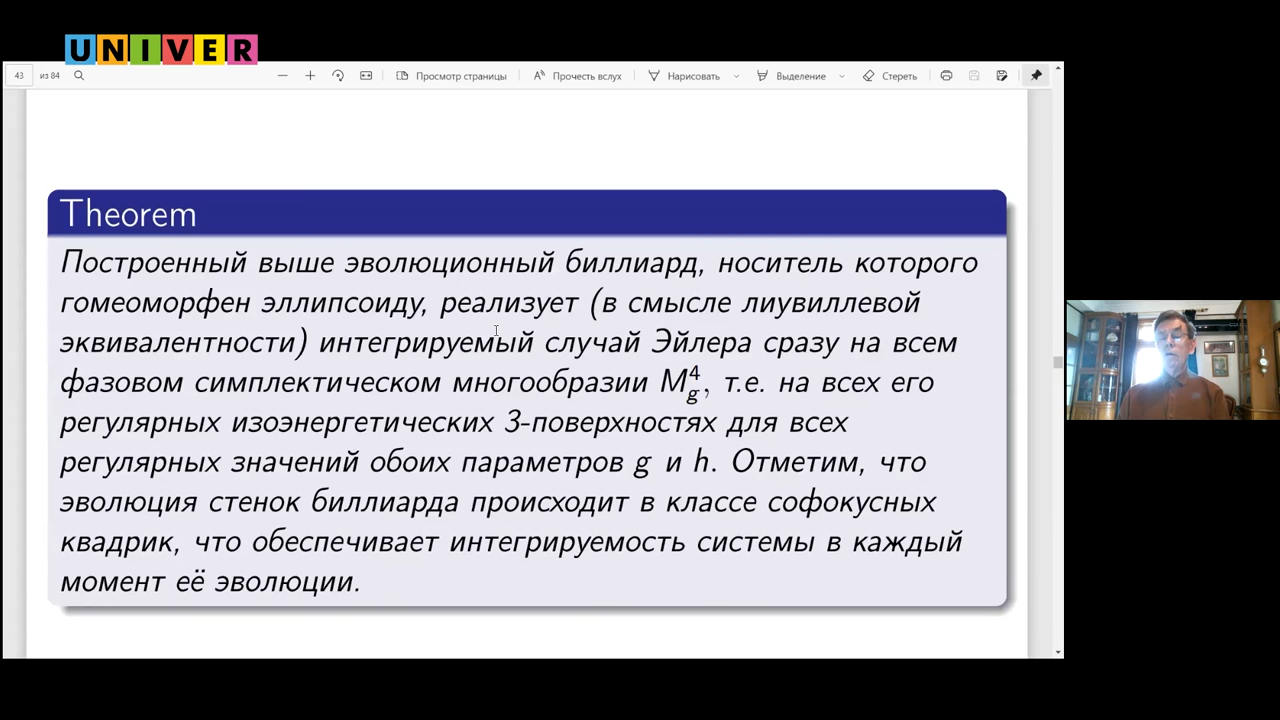 UNIVER
43 из 84 Просмотр страницы Прочесть вслух Нарисовать Выделение Стереть
Theorem
Построенный выше эволюционный биллиард, носитель которого
гомеоморфен эллипсоиду, реализует (в смысле лиувиллевой
эквивалентности) интегрируемый случай Эйлера сразу на всем
фазовом симплектическом многообразии M⁴_g, т.е. на всех его
регулярных изоэнергетических 3-поверхностях для всех
регулярных значений обоих параметров g и h. Отметим, что
эволюция стенок биллиарда происходит в классе софокусных
квадрик, что обеспечивает интегрируемость системы в каждый
момент её эволюции.